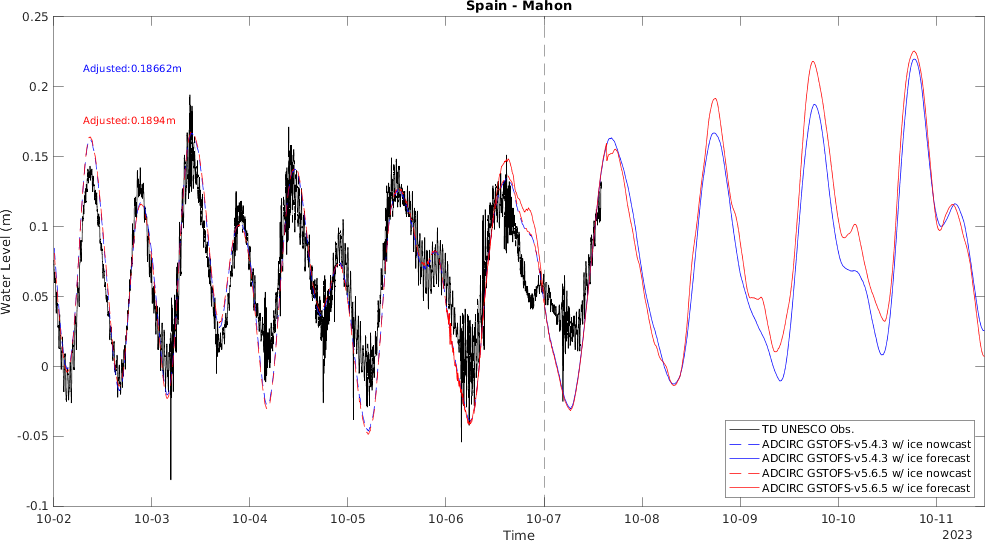 Spain - Mahon
0.25
0.2
0.15
0.1
0.05
0
-0.05
-0.1
Water Level (m)
Adjusted:0.18662m
Adjusted:0.1894m
TD UNESCO Obs.
ADCIRC GSTOFS-v5.4.3 w/ ice nowcast
ADCIRC GSTOFS-v5.4.3 w/ ice forecast
ADCIRC GSTOFS-v5.6.5 w/ ice nowcast
ADCIRC GSTOFS-v5.6.5 w/ ice forecast
10-02 10-03 10-04 10-05 10-06 10-07 10-08 10-09 10-10 10-11
Time
2023